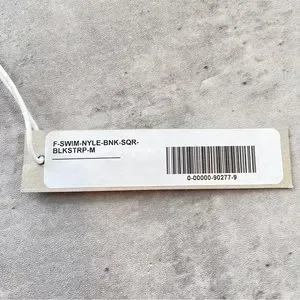 F-SWIM-NYLE-BNK-SQR-
BLKSTRP-M
0-00000-90277-9